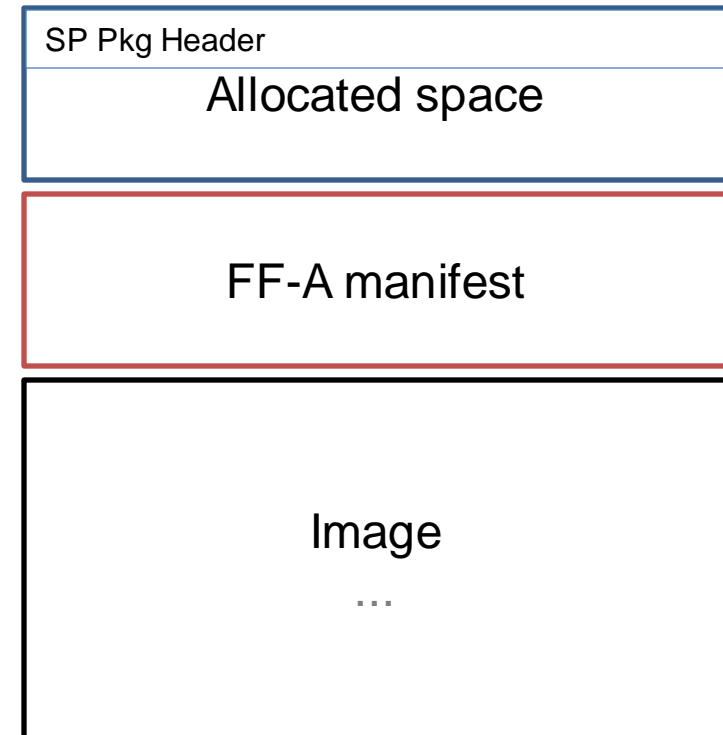 SP Pkg Header
Allocated space
FF-A manifest
Image
...